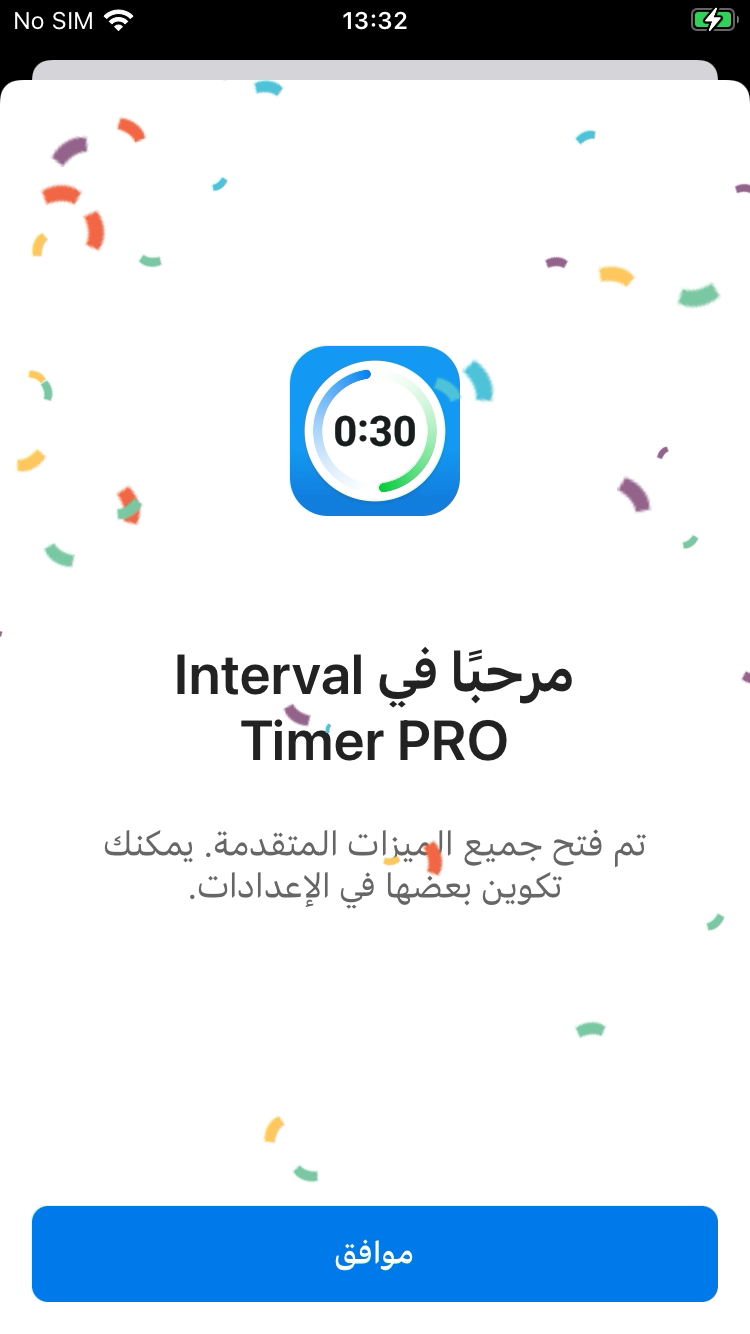 No SIM 13:32
0:30
مرحبًا في Interval
Timer PRO
تم فتح جميع الميزات المتقدمة. يمكنك
تكوين بعضها في الإعدادات.
موافق